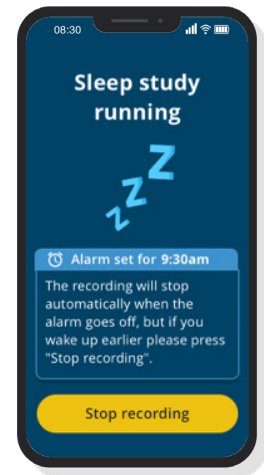 08:30
Sleep study
running
z z Z
Alarm set for 9:30am
The recording will stop
automatically when the
alarm goes off, but if you
wake up earlier please press
"Stop recording".
Stop recording